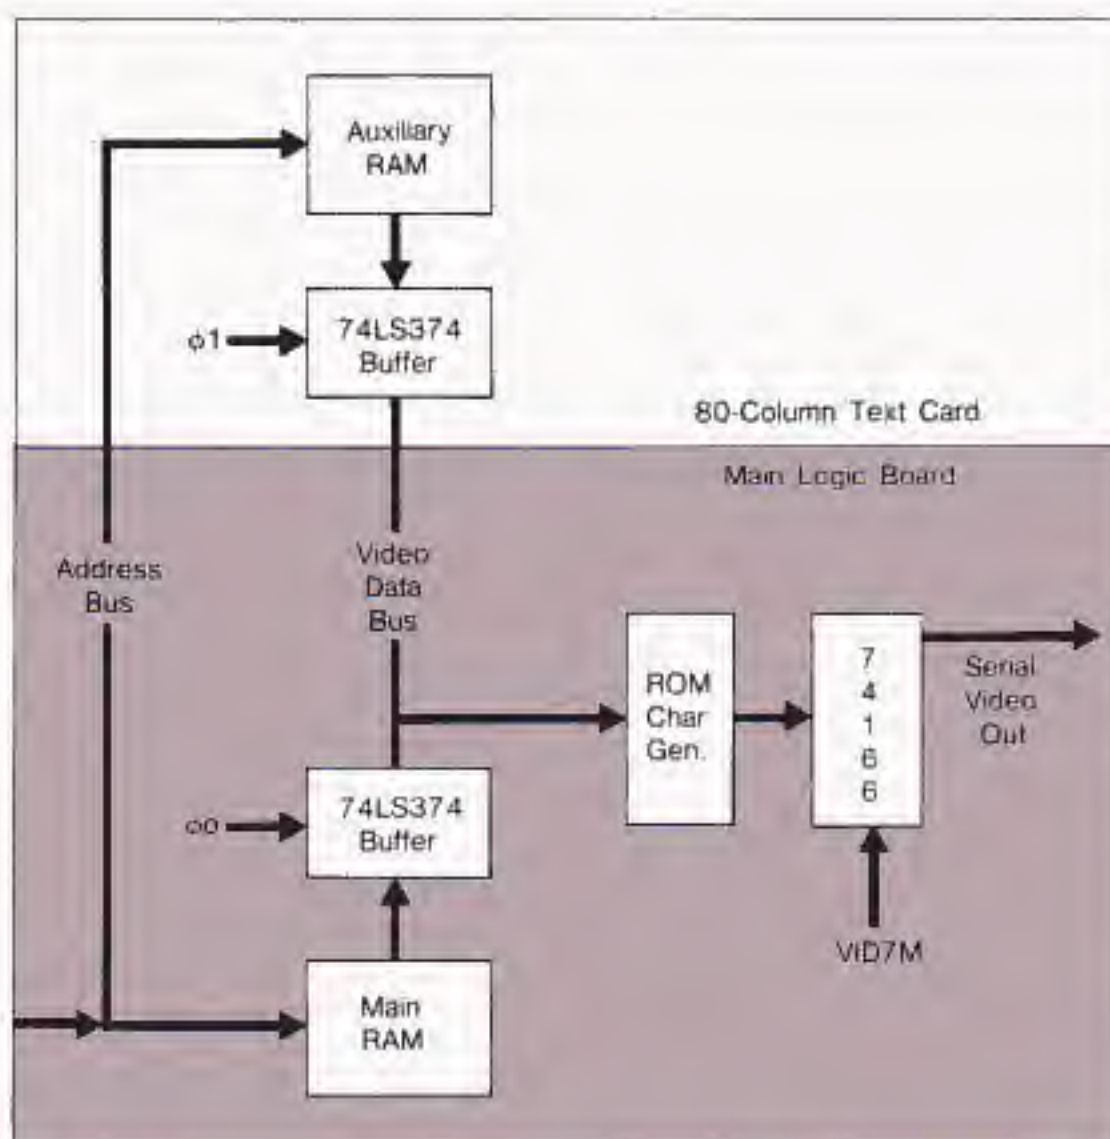 Auxiliary
RAM
ϕ1
74LS374
Buffer
80-Column Text Card
Main Logic Board
Address
Bus
Video
Data
Bus
ROM
Char
Gen.
7
4
1
6
6
Serial
Video
Out
ϕ0
74LS374
Buffer
VID7M
Main
RAM